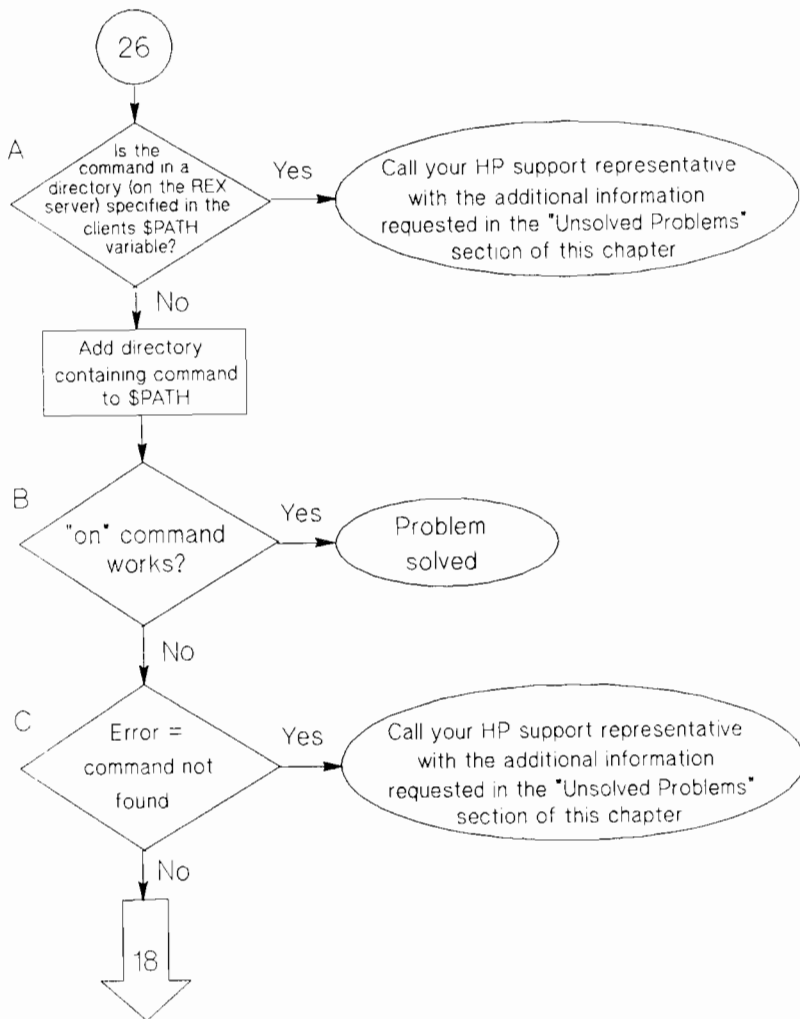 26
A
Is the
command in a
directory (on the REX
server) specified in the
clients $PATH
variable?
Yes
Call your HP support representative
with the additional information
requested in the "Unsolved Problems"
section of this chapter
No
Add directory
containing command
to $PATH
B
"on" command
works?
Yes
Problem
solved
No
C
Error =
command not
found
Yes
Call your HP support representative
with the additional information
requested in the "Unsolved Problems"
section of this chapter
No
18